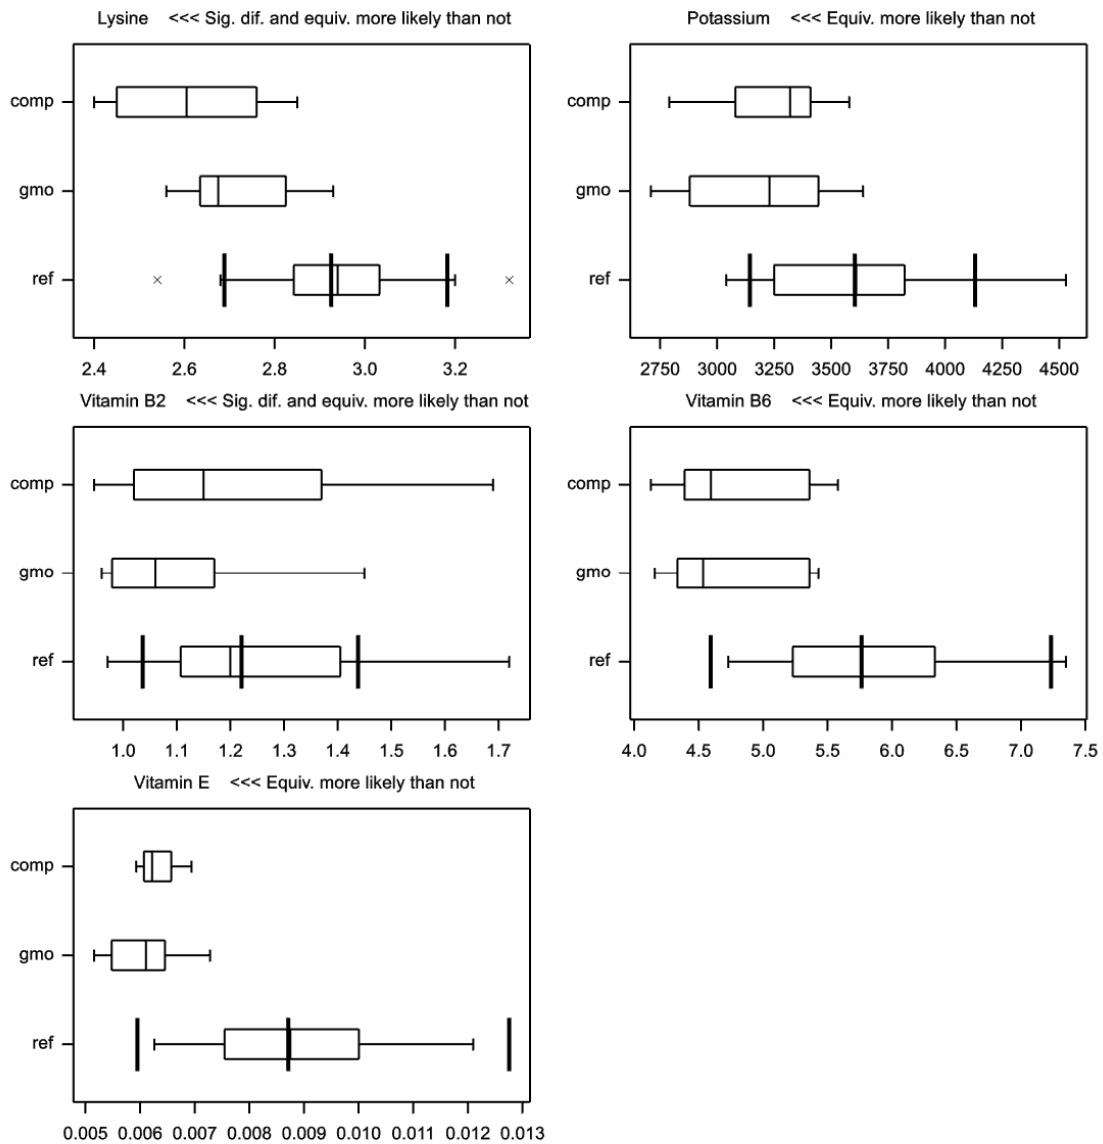 Lysine <<< Sig. dif. and equiv. more likely than not
comp
gmo
ref
2.4 2.6 2.8 3.0 3.2
Potassium <<< Equiv. more likely than not
comp
gmo
ref
2750 3000 3250 3500 3750 4000 4250 4500
Vitamin B2 <<< Sig. dif. and equiv. more likely than not
comp
gmo
ref
1.0 1.1 1.2 1.3 1.4 1.5 1.6 1.7
Vitamin B6 <<< Equiv. more likely than not
comp
gmo
ref
4.0 4.5 5.0 5.5 6.0 6.5 7.0 7.5
Vitamin E <<< Equiv. more likely than not
comp
gmo
ref
0.005 0.006 0.007 0.008 0.009 0.010 0.011 0.012 0.013